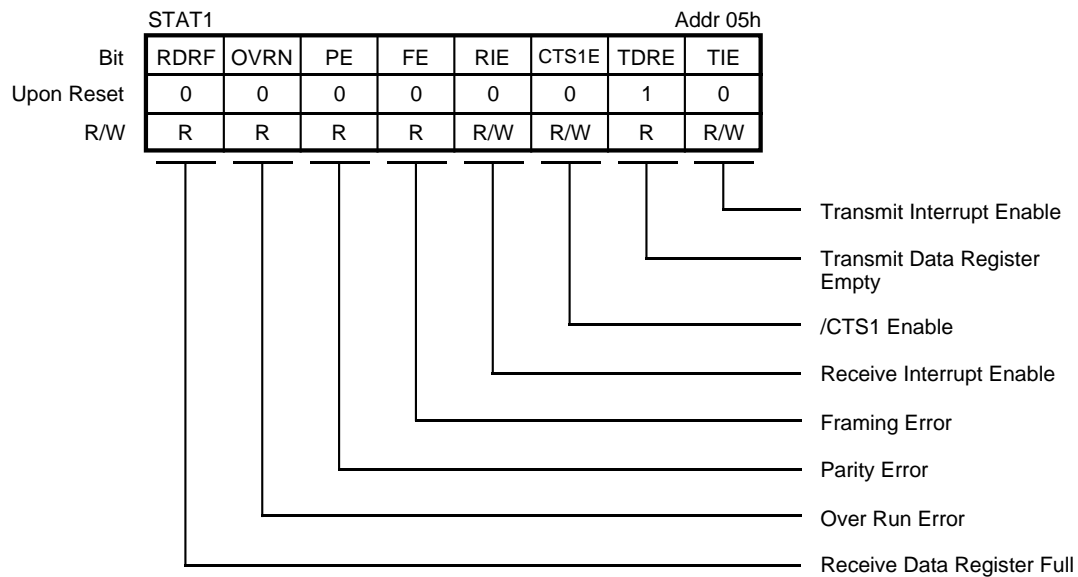 STAT1 Addr 05h
Bit RDRF OVRN PE FE RIE CTS1E TDRE TIE
Upon Reset 0 0 0 0 0 0 1 0
R/W R R R R R/W R/W R R/W
Transmit Interrupt Enable
Transmit Data Register
Empty
/CTS1 Enable
Receive Interrupt Enable
Framing Error
Parity Error
Over Run Error
Receive Data Register Full